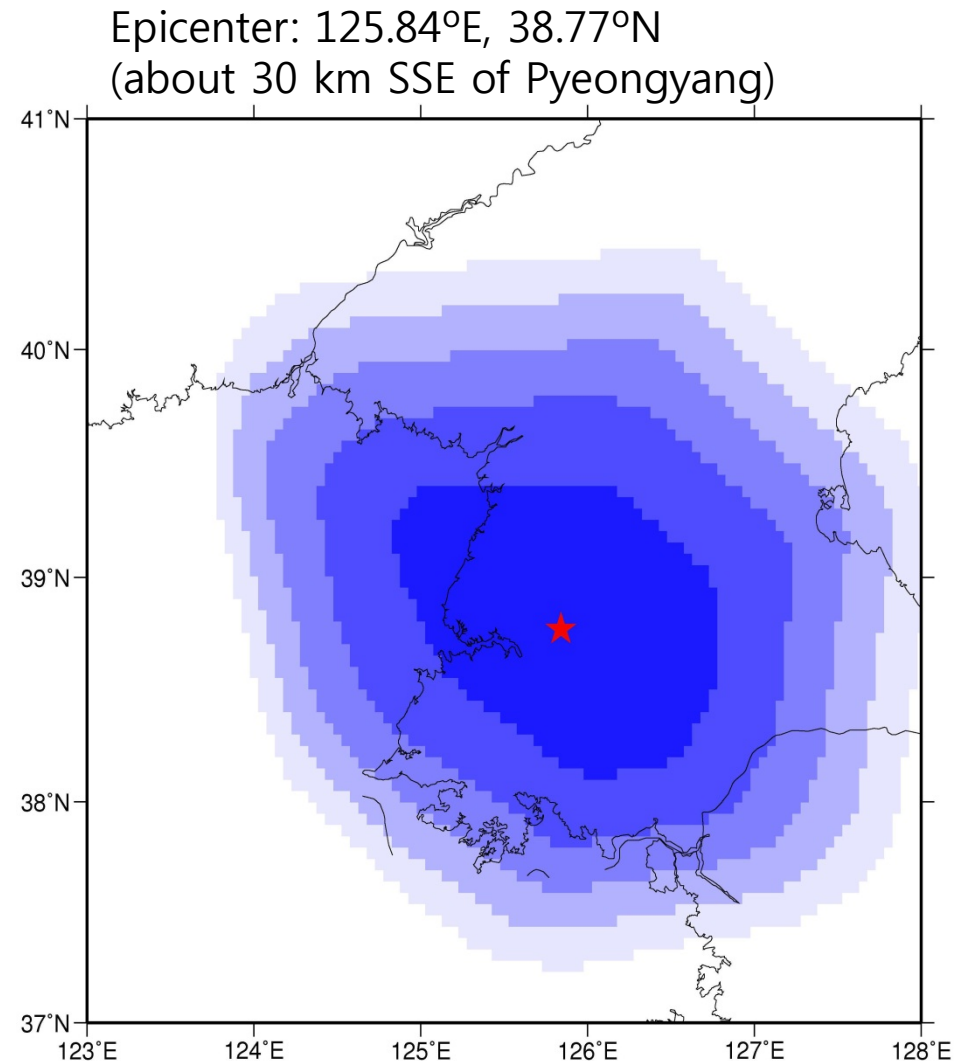 Epicenter: 125.84ºE, 38.77ºN
(about 30 km SSE of Pyeongyang)
41˚N
40˚N
39˚N
38˚N
37˚N
123˚E 124˚E 125˚E 126˚E 127˚E 128˚E